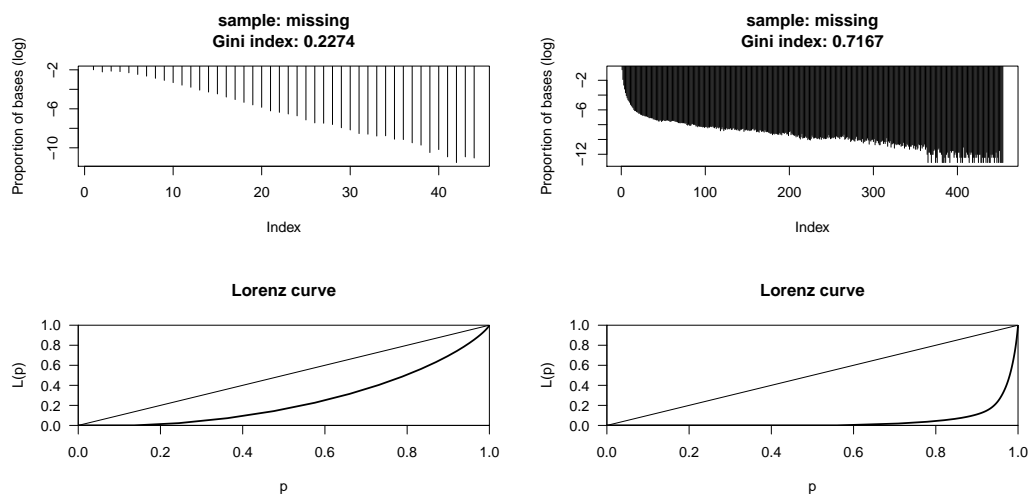 sample: missing
Gini index: 0.2274
Proportion of bases (log)
−2
−6
−10
0
10
20
30
40
Index
sample: missing
Gini index: 0.7167
Proportion of bases (log)
−2
−6
−12
0
100
200
300
400
Index
Lorenz curve
L(p)
1.0
0.8
0.6
0.4
0.2
0.0
0.0
0.2
0.4
0.6
0.8
1.0
p
Lorenz curve
L(p)
1.0
0.8
0.6
0.4
0.2
0.0
0.0
0.2
0.4
0.6
0.8
1.0
p